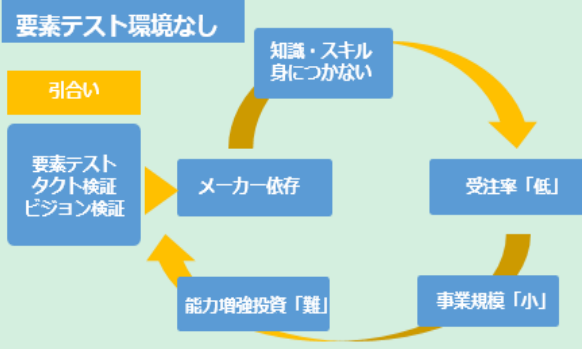 要素テスト環境なし
引合い
要素テスト
タクト検証
ビジョン検証
メーカー依存
知識・スキル
身につかない
受注率「低」
事業規模「小」
能力増強投資「難」